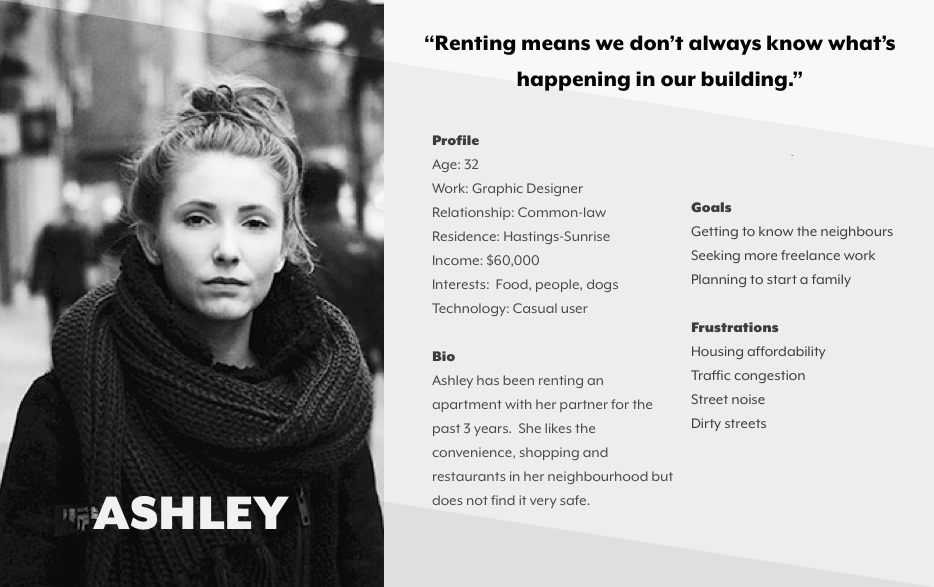 “Renting means we don’t always know what’s
happening in our building.”
Profile
Age: 32
Work: Graphic Designer
Relationship: Common-law
Residence: Hastings-Sunrise
Income: $60,000
Interests: Food, people, dogs
Technology: Casual user
Bio
Ashley has been renting an
apartment with her partner for the
past 3 years. She likes the
convenience, shopping and
restaurants in her neighbourhood but
does not find it very safe.
Goals
Getting to know the neighbours
Seeking more freelance work
Planning to start a family
Frustrations
Housing affordability
Traffic congestion
Street noise
Dirty streets
ASHLEY